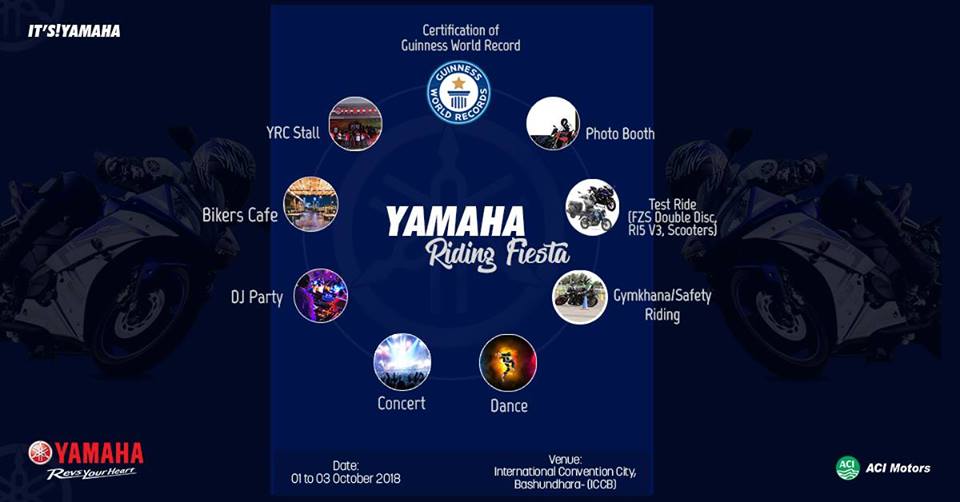 IT'S!YAMAHA
Certification of
Guinness World Record
GUINNESS
WORLD RECORDS
YRC Stall
Photo Booth
Bikers Cafe
Test Ride
(FZS Double Disc,
R15 V3, Scooters)
YAMAHA
Riding Fiesta
DJ Party
Gymkhana/Safety
Riding
Concert
Dance
YAMAHA
Revs Your Heart
Date:
01 to 03 October 2018
Venue:
International Convention City,
Bashundhara- (ICCB)
ACI
ACI Motors